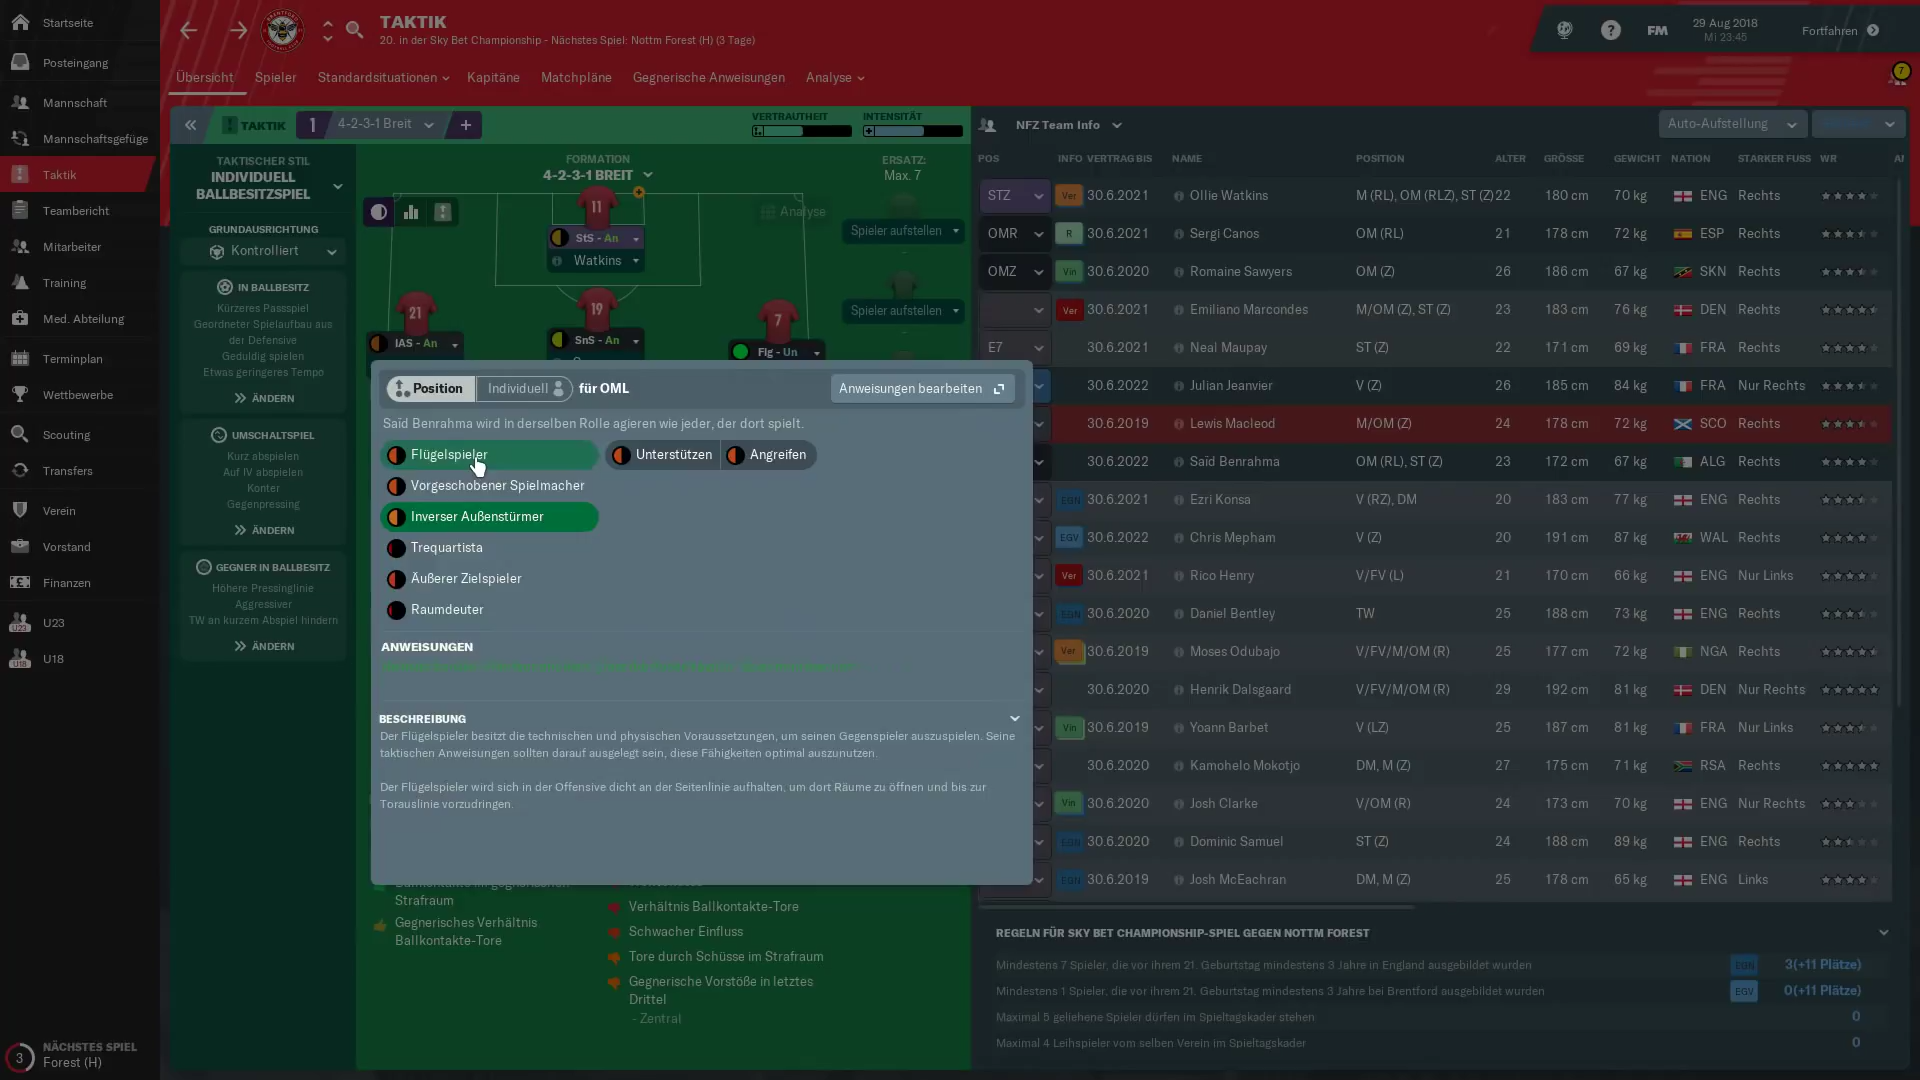 Startseite
Posteingang
Mannschaft
Mannschaftsgefüge
Taktik
Teambericht
Mitarbeiter
Training
Med. Abteilung
Terminplan
Wettbewerbe
Scouting
Transfers
Verein
Vorstand
Finanzen
U23
U18
NÄCHSTES SPIEL
3 Forest (H)
TAKTIK
20. in der Sky Bet Championship - Nächstes Spiel: Nottm Forest (H) (3 Tage)
FM
29 Aug 2018
Mi 23:45
Fortfahren
7
Übersicht Spieler Standardsituationen Kapitäne Matchpläne Gegnerische Anweisungen Analyse
TAKTIK 1 4-2-3-1 Breit +
VERTRAUTHEIT INTENSITÄT
TAKTISCHER STIL
INDIVIDUELL
BALLBESITZSPIEL
GRUNDAUSRICHTUNG
Kontrolliert
IN BALLBESITZ
Kürzeres Passspiel
Geordneter Spielaufbau aus
der Defensive
Geduldig spielen
Etwas geringeres Tempo
ÄNDERN
UMSCHALTSPIEL
Kurz abspielen
Auf IV abspielen
Konter
Gegenpressing
ÄNDERN
GEGNER IN BALLBESITZ
Höhere Pressinglinie
Aggressiver
TW an kurzem Abspiel hindern
ÄNDERN
FORMATION
4-2-3-1 BREIT
ERSATZ:
Max. 7
Analyse
11
StS - An
Watkins
Spieler aufstellen
21
19
7
Spieler aufstellen
IAS - An
SnS - An
Flg - Un
Position Individuell für OML Anweisungen bearbeiten
Saïd Benrahma wird in derselben Rolle agieren wie jeder, der dort spielt.
Flügelspieler Unterstützen Angreifen
Vorgeschobener Spielmacher
Inverser Außenstürmer
Trequartista
Äußerer Zielspieler
Raumdeuter
ANWEISUNGEN
BESCHREIBUNG
Der Flügelspieler besitzt die technischen und physischen Voraussetzungen, um seinen Gegenspieler auszuspielen. Seine
taktischen Anweisungen sollten darauf ausgelegt sein, diese Fähigkeiten optimal auszunutzen.
Der Flügelspieler wird sich in der Offensive dicht an der Seitenlinie aufhalten, um dort Räume zu öffnen und bis zur
Torauslinie vorzudringen.
Strafraum
Gegnerisches Verhältnis
Ballkontakte-Tore
Verhältnis Ballkontakte-Tore
Schwacher Einfluss
Tore durch Schüsse im Strafraum
Gegnerische Vorstöße in letztes
Drittel
- Zentral
NFZ Team Info Auto-Aufstellung
POS INFO VERTRAG BIS NAME POSITION ALTER GRÖSSE GEWICHT NATION STARKER FUSS WR
STZ Ver 30.6.2021 Ollie Watkins M (RL), OM (RLZ), ST (Z) 22 180 cm 70 kg ENG Rechts
OMR R 30.6.2021 Sergi Canos OM (RL) 21 178 cm 72 kg ESP Rechts
OMZ Vin 30.6.2020 Romaine Sawyers OM (Z) 26 186 cm 67 kg SKN Rechts
Ver 30.6.2021 Emiliano Marcondes M/OM (Z), ST (Z) 23 183 cm 76 kg DEN Rechts
E7 30.6.2021 Neal Maupay ST (Z) 22 171 cm 69 kg FRA Rechts
30.6.2022 Julian Jeanvier V (Z) 26 185 cm 84 kg FRA Nur Rechts
30.6.2019 Lewis Macleod M/OM (Z) 24 178 cm 72 kg SCO Rechts
30.6.2022 Saïd Benrahma OM (RL), ST (Z) 23 172 cm 67 kg ALG Rechts
EGN 30.6.2021 Ezri Konsa V (RZ), DM 20 183 cm 77 kg ENG Rechts
EGV 30.6.2022 Chris Mepham V (Z) 20 191 cm 87 kg WAL Rechts
Ver 30.6.2021 Rico Henry V/FV (L) 21 170 cm 66 kg ENG Nur Links
EGN 30.6.2020 Daniel Bentley TW 25 188 cm 73 kg ENG Rechts
Ver 30.6.2019 Moses Odubajo V/FV/M/OM (R) 25 177 cm 72 kg NGA Rechts
30.6.2020 Henrik Dalsgaard V/FV/M/OM (R) 29 192 cm 81 kg DEN Nur Rechts
Vin 30.6.2019 Yoann Barbet V (LZ) 25 187 cm 81 kg FRA Nur Links
30.6.2020 Kamohelo Mokotjo DM, M (Z) 27 175 cm 71 kg RSA Rechts
Vin 30.6.2020 Josh Clarke V/OM (R) 24 173 cm 70 kg ENG Nur Rechts
EGN 30.6.2020 Dominic Samuel ST (Z) 24 188 cm 89 kg ENG Rechts
EGN 30.6.2019 Josh McEachran DM, M (Z) 25 178 cm 65 kg ENG Links
REGELN FÜR SKY BET CHAMPIONSHIP-SPIEL GEGEN NOTTM FOREST
Mindestens 7 Spieler, die vor ihrem 21. Geburtstag mindestens 3 Jahre in England ausgebildet wurden EGN 3(+11 Plätze)
Mindestens 1 Spieler, die vor ihrem 21. Geburtstag mindestens 3 Jahre bei Brentford ausgebildet wurden EGV 0(+11 Plätze)
Maximal 5 geliehene Spieler dürfen im Spieltagskader stehen 0
Maximal 4 Leihspieler vom selben Verein im Spieltagskader 0